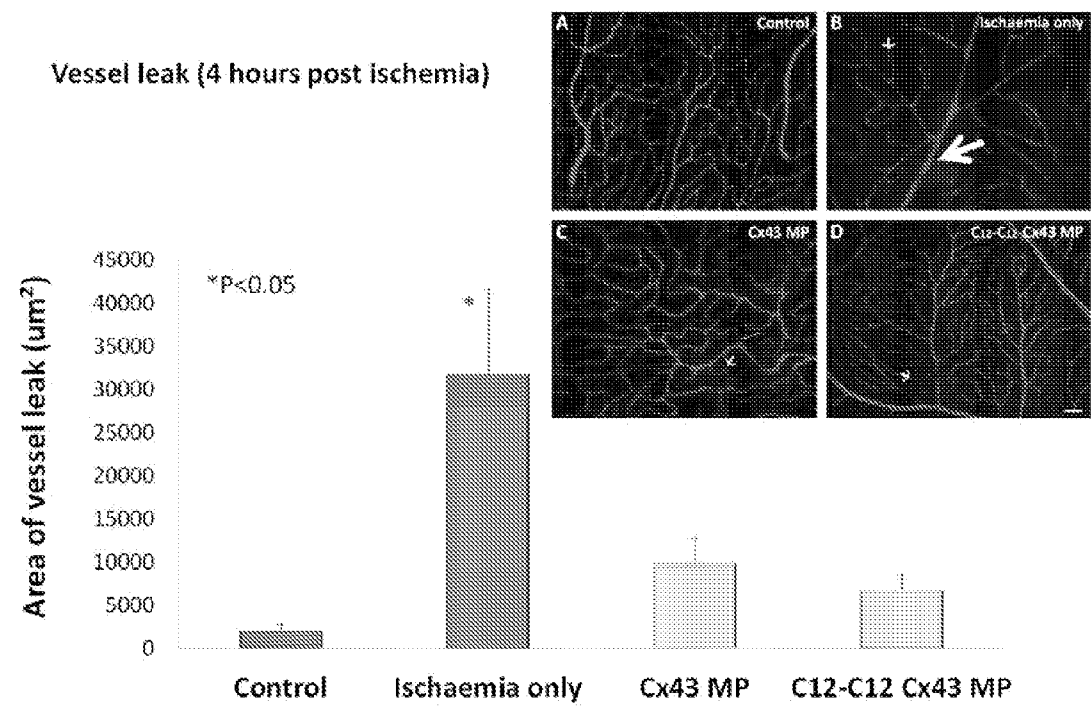 Vessel leak (4 hours post ischemia)
A
Control
B
Ischaemia only
C
Cx43 MP
D
C₁₂-C₁₂ Cx43 MP
Area of vessel leak (um²)
45000
40000
35000
30000
25000
20000
15000
10000
5000
0
*P<0.05
*
Control
Ischaemia only
Cx43 MP
C12-C12 Cx43 MP